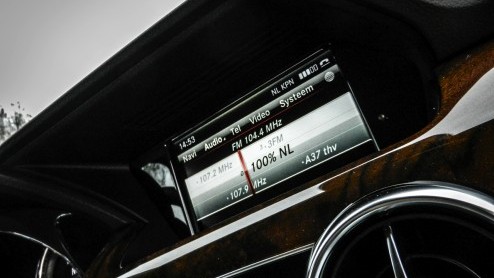 NL KPN
14:53
Navi Audio Tel Video Systeem
FM 104.4 MHz
1-3FM
107.2 MHz
100% NL
107.9 MHz
A37 thv